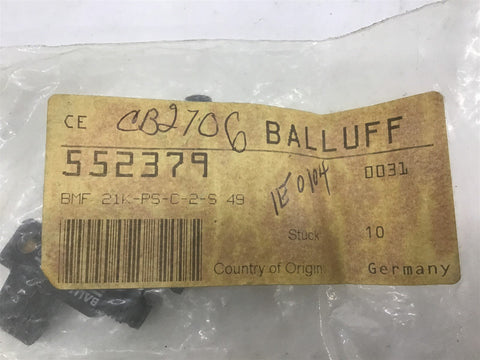 CE CB2706 BALLUFF
552379 1E0104 0031
BMF 21K-PS-C-2-S 49
Stück 10
Country of Origin Germany